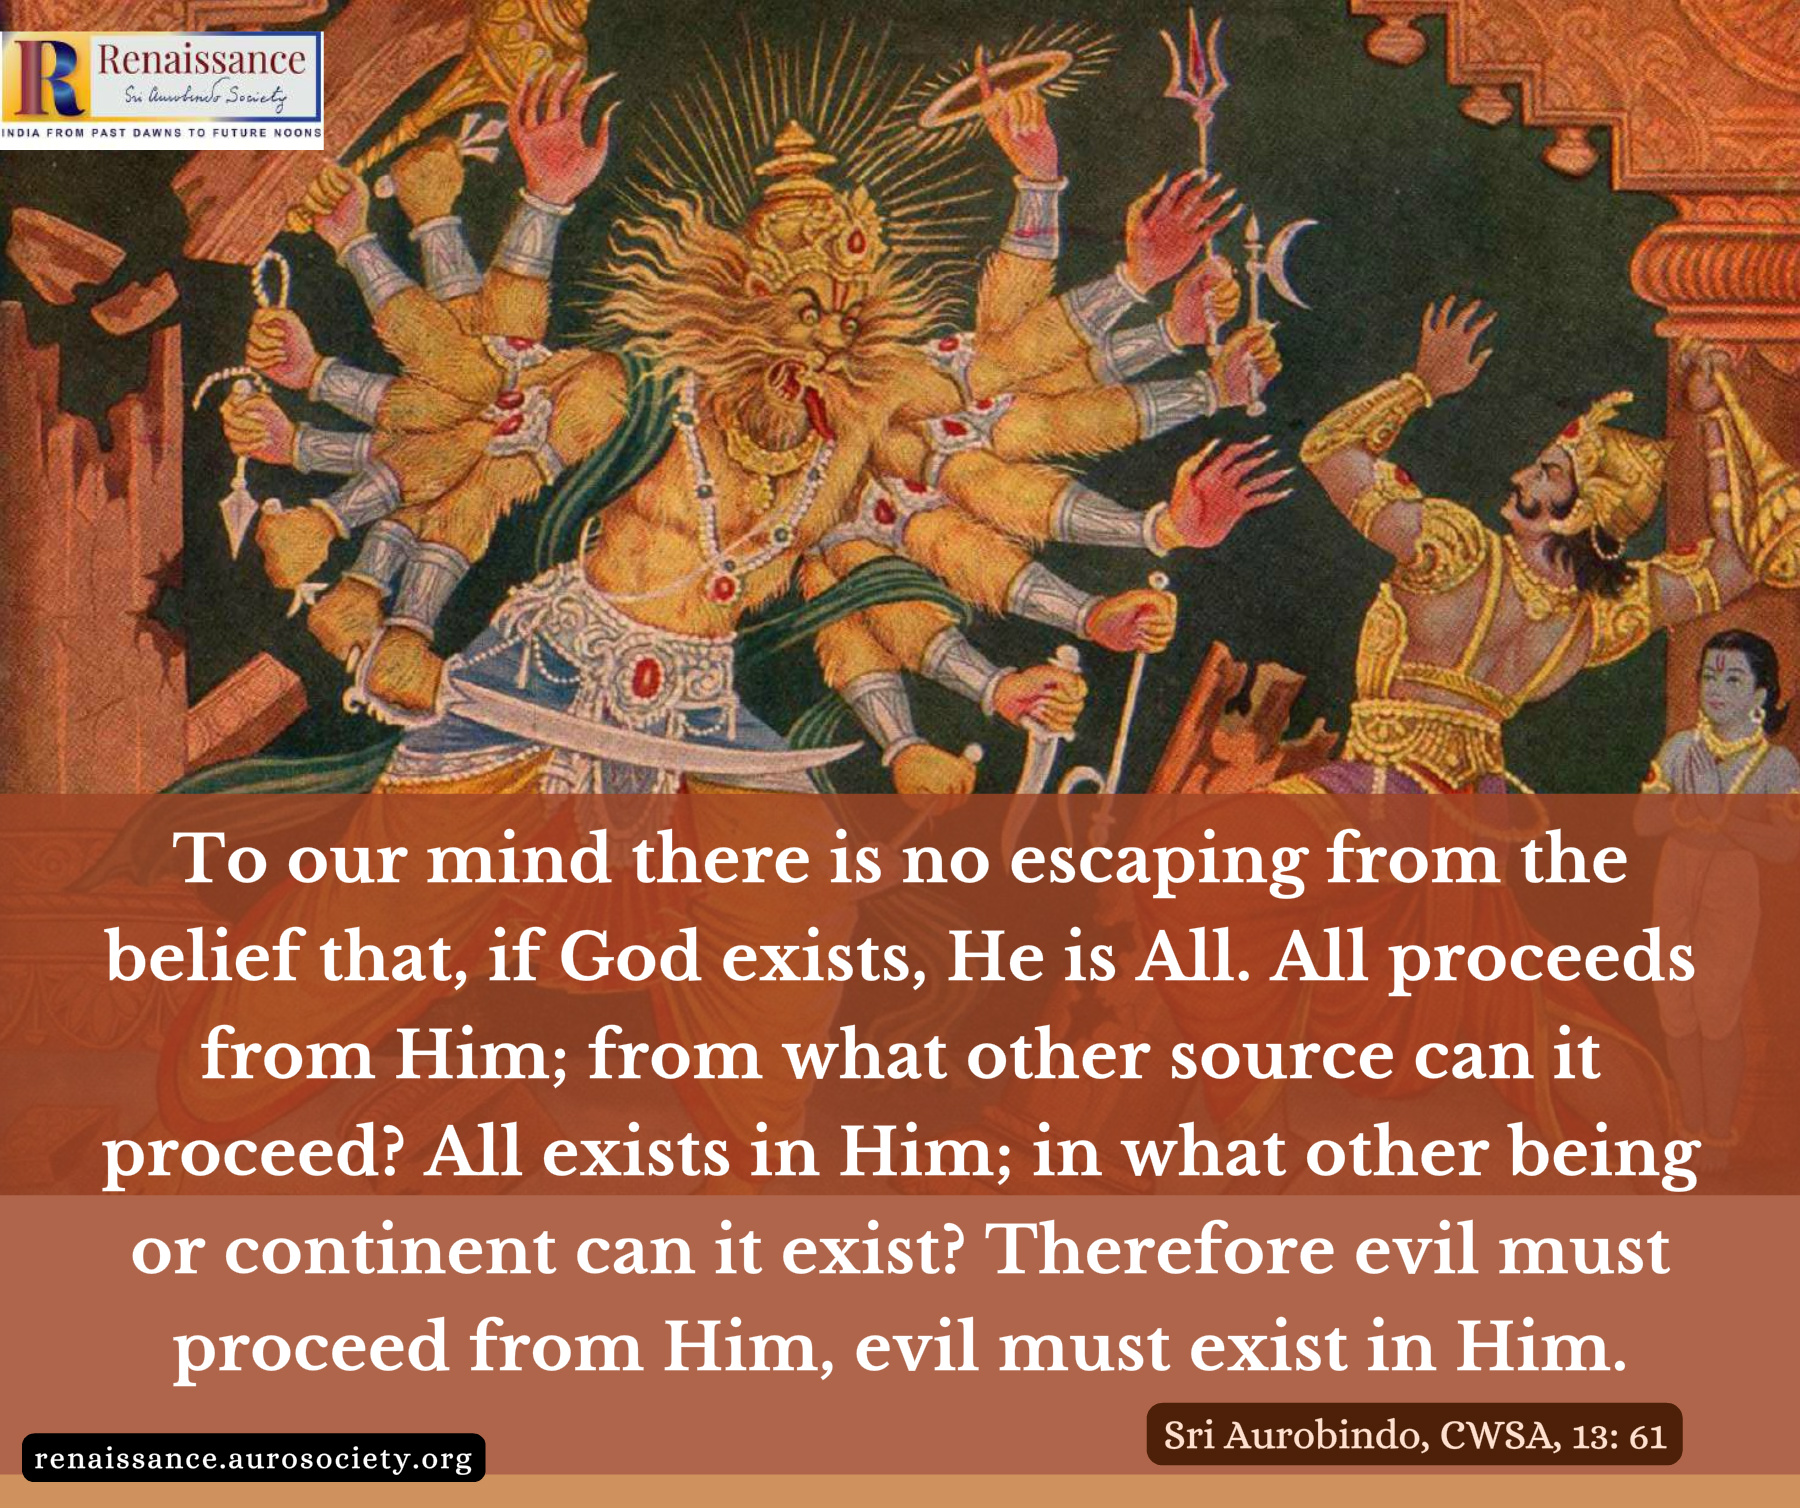 R Renaissance
Sri Aurobindo Society
INDIA FROM PAST DAWNS TO FUTURE NOONS
To our mind there is no escaping from the
belief that, if God exists, He is All. All proceeds
from Him; from what other source can it
proceed? All exists in Him; in what other being
or continent can it exist? Therefore evil must
proceed from Him, evil must exist in Him.
Sri Aurobindo, CWSA, 13: 61
renaissance.aurosociety.org